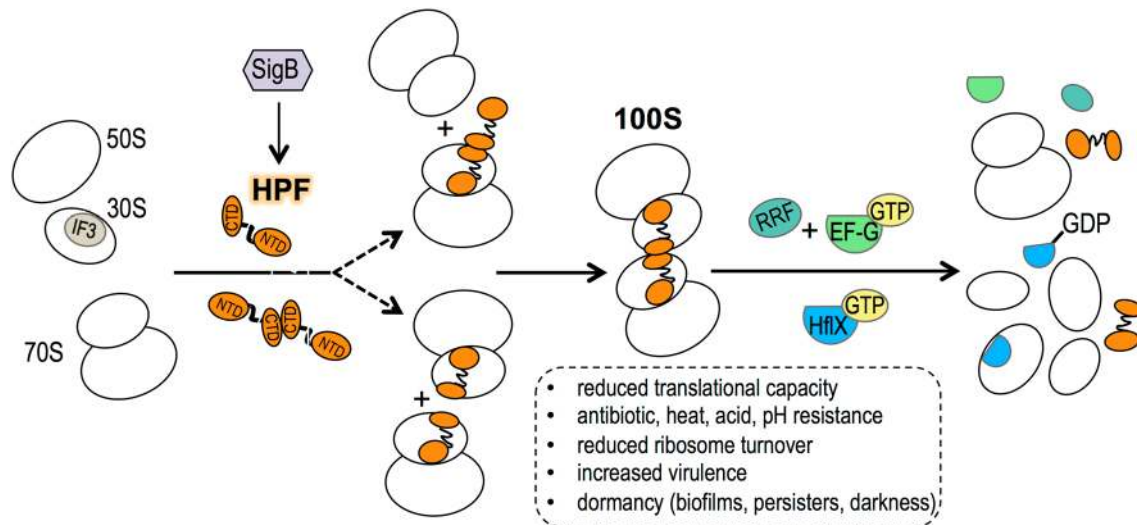 SigB
50S
30S
IF3
70S
HPF
CTD
NTD
NTD
CTD
CTD
NTD
+
+
100S
RRF
+
EF-G
GTP
HflX
GTP
GDP
• reduced translational capacity
• antibiotic, heat, acid, pH resistance
• reduced ribosome turnover
• increased virulence
• dormancy (biofilms, persisters, darkness)